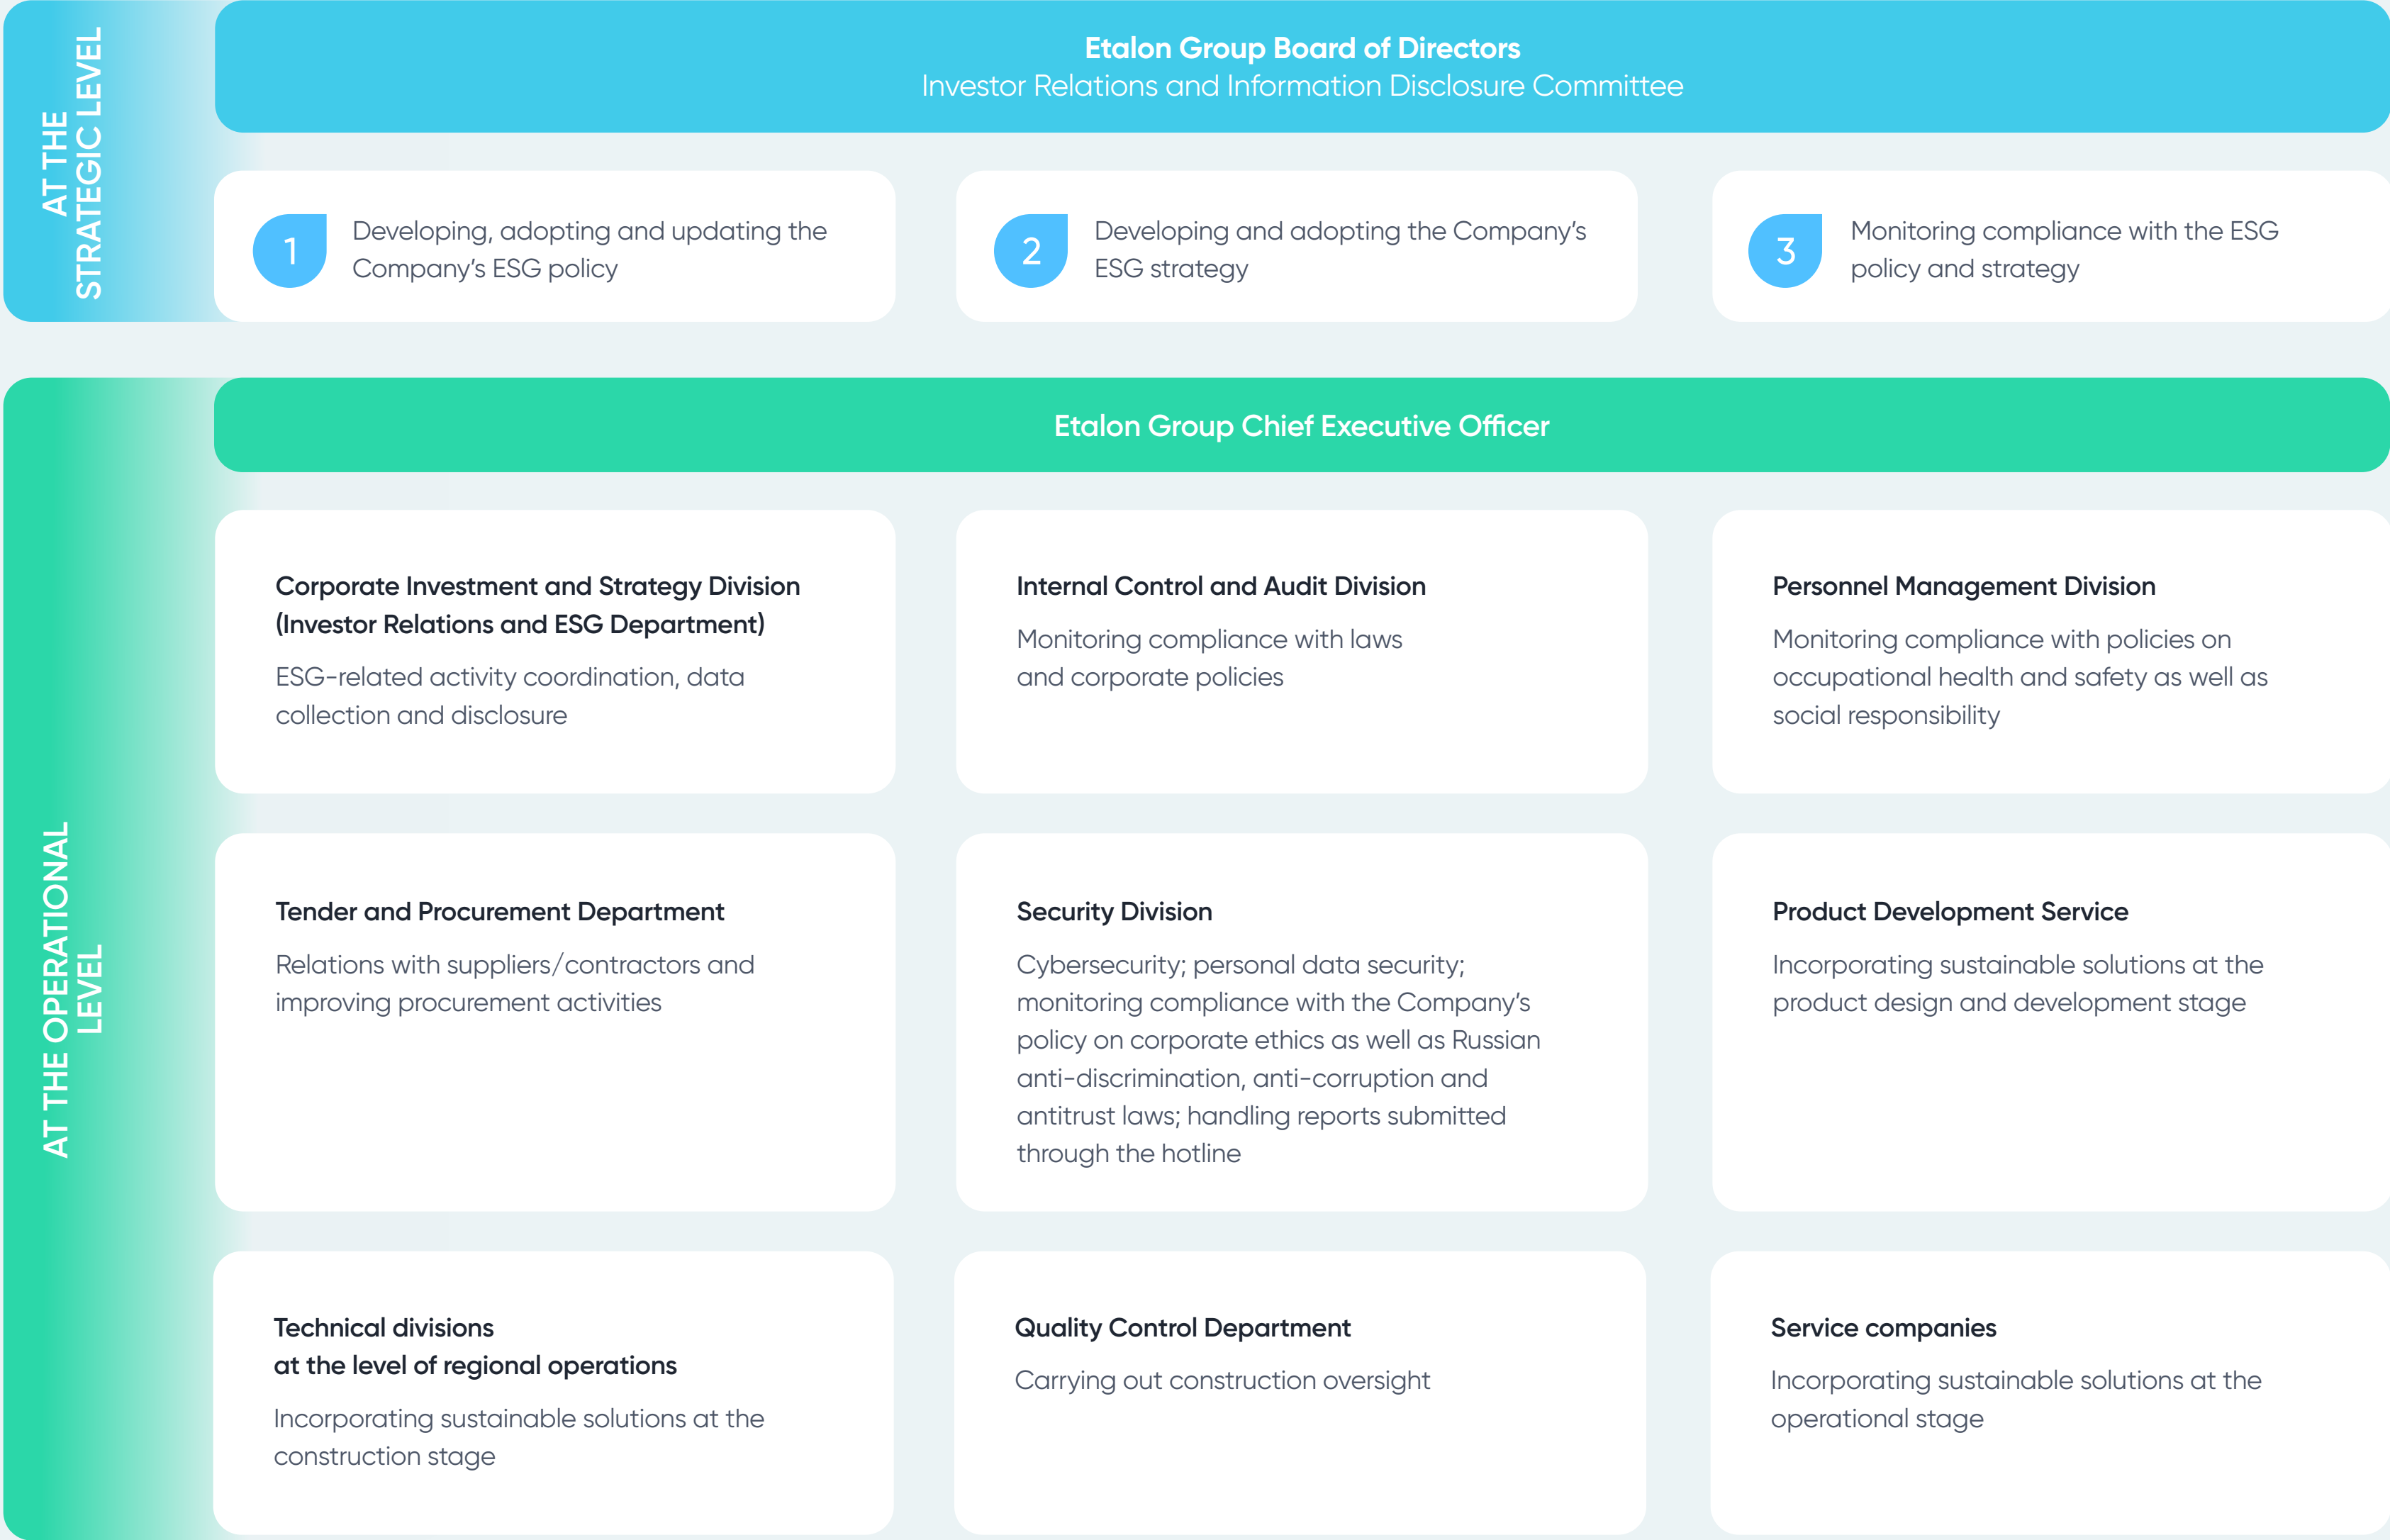 AT THE
STRATEGIC LEVEL
Etalon Group Board of Directors
Investor Relations and Information Disclosure Committee
1
Developing, adopting and updating the
Company’s ESG policy
2
Developing and adopting the Company’s
ESG strategy
3
Monitoring compliance with the ESG
policy and strategy
AT THE OPERATIONAL
LEVEL
Etalon Group Chief Executive Officer
Corporate Investment and Strategy Division
(Investor Relations and ESG Department)
ESG-related activity coordination, data
collection and disclosure
Internal Control and Audit Division
Monitoring compliance with laws
and corporate policies
Personnel Management Division
Monitoring compliance with policies on
occupational health and safety as well as
social responsibility
Tender and Procurement Department
Relations with suppliers/contractors and
improving procurement activities
Security Division
Cybersecurity; personal data security;
monitoring compliance with the Company’s
policy on corporate ethics as well as Russian
anti-discrimination, anti-corruption and
antitrust laws; handling reports submitted
through the hotline
Product Development Service
Incorporating sustainable solutions at the
product design and development stage
Technical divisions
at the level of regional operations
Incorporating sustainable solutions at the
construction stage
Quality Control Department
Carrying out construction oversight
Service companies
Incorporating sustainable solutions at the
operational stage